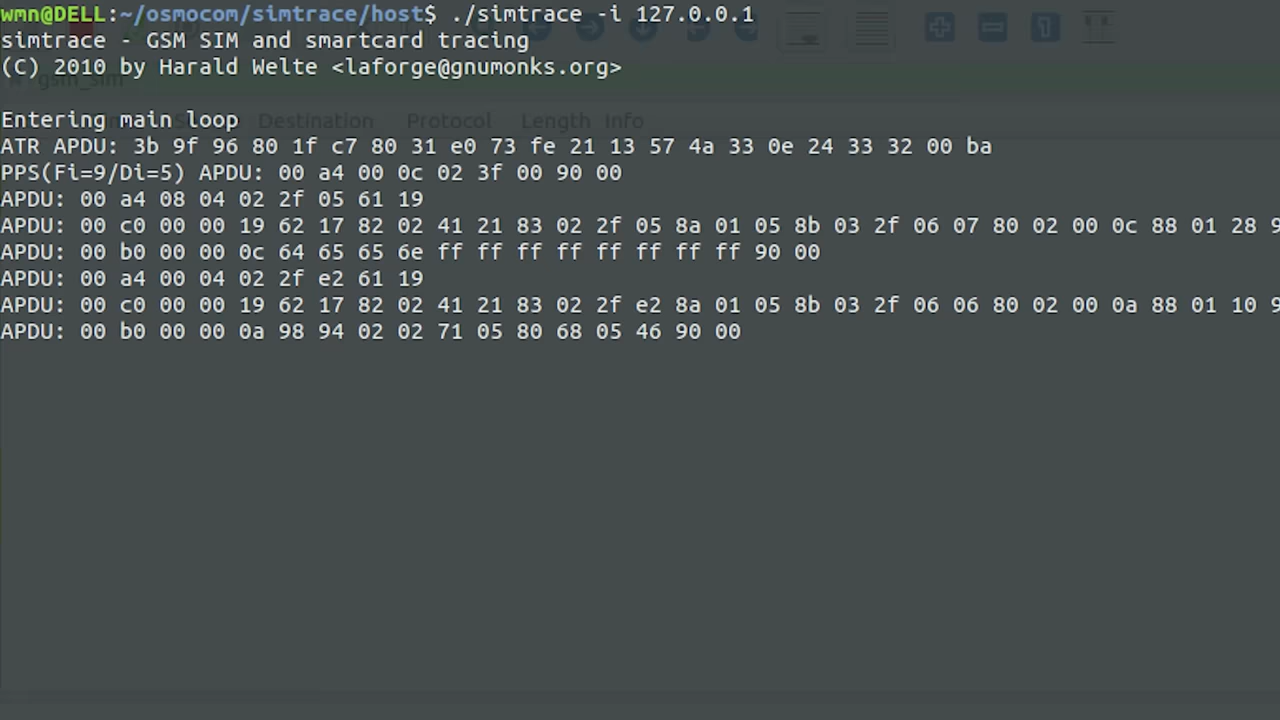 wmn@DELL:~/osmocom/simtrace/host$ ./simtrace -i 127.0.0.1
simtrace - GSM SIM and smartcard tracing
(C) 2010 by Harald Welte <laforge@gnumonks.org>
gsm_sim
Entering main loop
Destination Protocol Length Info
ATR APDU: 3b 9f 96 80 1f c7 80 31 e0 73 fe 21 13 57 4a 33 0e 24 33 32 00 ba
PPS(Fi=9/Di=5) APDU: 00 a4 00 0c 02 3f 00 90 00
APDU: 00 a4 08 04 02 2f 05 61 19
APDU: 00 c0 00 00 19 62 17 82 02 41 21 83 02 2f 05 8a 01 05 8b 03 2f 06 07 80 02 00 0c 88 01 28 9
APDU: 00 b0 00 00 0c 64 65 65 6e ff ff ff ff ff ff ff ff 90 00
APDU: 00 a4 00 04 02 2f e2 61 19
APDU: 00 c0 00 00 19 62 17 82 02 41 21 83 02 2f e2 8a 01 05 8b 03 2f 06 06 80 02 00 0a 88 01 10 9
APDU: 00 b0 00 00 0a 98 94 02 02 71 05 80 68 05 46 90 00